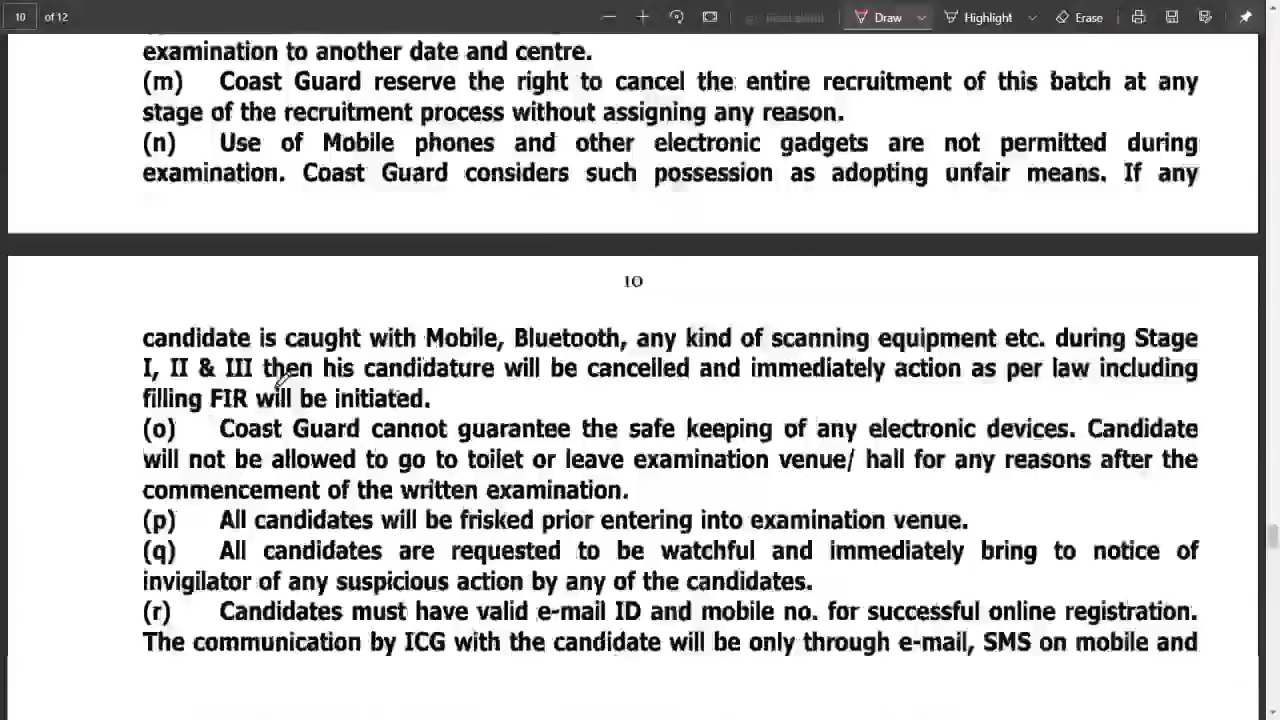 10 of 12 Draw Highlight Erase
examination to another date and centre.
(m) Coast Guard reserve the right to cancel the entire recruitment of this batch at any
stage of the recruitment process without assigning any reason.
(n) Use of Mobile phones and other electronic gadgets are not permitted during
examination. Coast Guard considers such possession as adopting unfair means. If any
10
candidate is caught with Mobile, Bluetooth, any kind of scanning equipment etc. during Stage
I, II & III then his candidature will be cancelled and immediately action as per law including
filling FIR will be initiated.
(o) Coast Guard cannot guarantee the safe keeping of any electronic devices. Candidate
will not be allowed to go to toilet or leave examination venue/ hall for any reasons after the
commencement of the written examination.
(p) All candidates will be frisked prior entering into examination venue.
(q) All candidates are requested to be watchful and immediately bring to notice of
invigilator of any suspicious action by any of the candidates.
(r) Candidates must have valid e-mail ID and mobile no. for successful online registration.
The communication by ICG with the candidate will be only through e-mail, SMS on mobile and